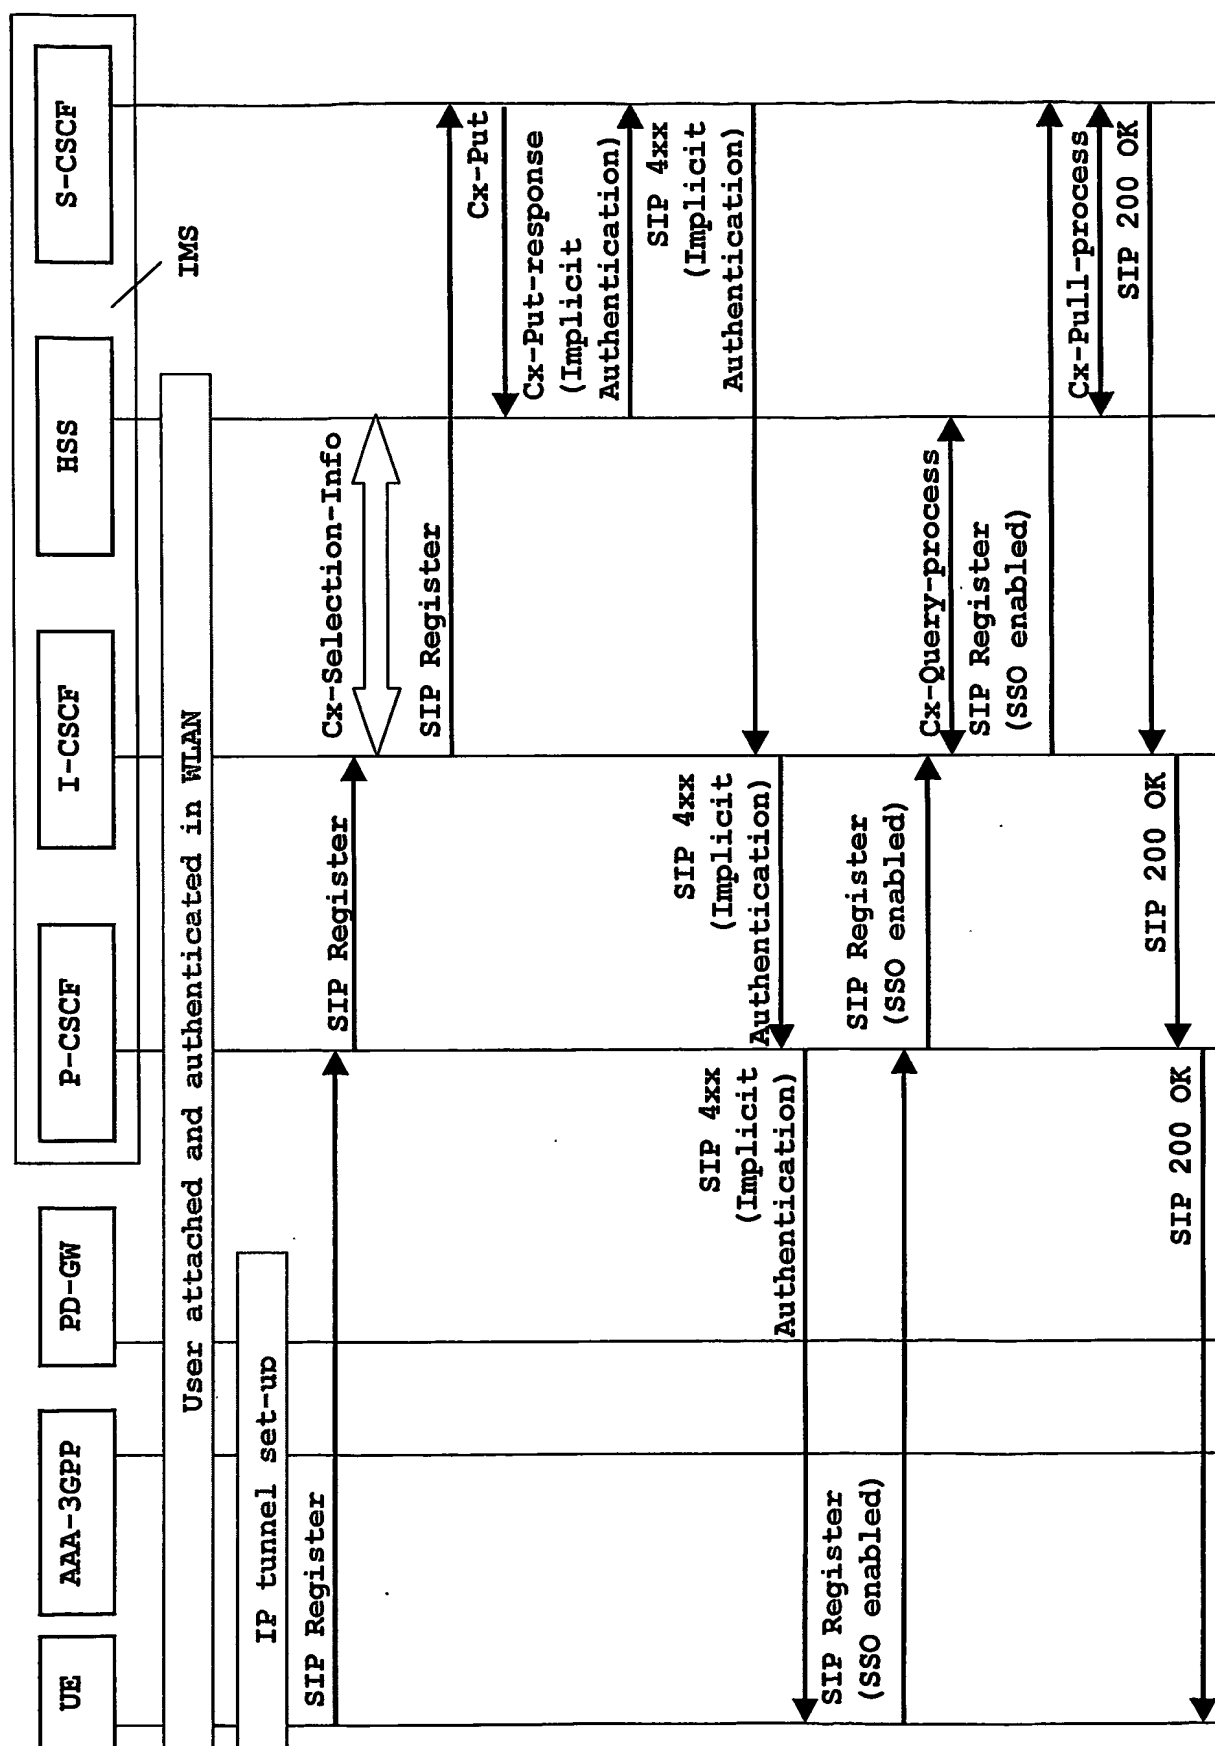 UE
AAA-3GPP
PD-GW
P-CSCF
I-CSCF
HSS
S-CSCF
IMS
User attached and authenticated in WLAN
IP tunnel set-up
SIP Register
SIP Register
Cx-Selection-Info
SIP Register
Cx-Put
Cx-Put-response
(Implicit
Authentication)
SIP 4xx
(Implicit
Authentication)
SIP 4xx
(Implicit
Authentication)
SIP 4xx
(Implicit
Authentication)
SIP Register
(SSO enabled)
SIP Register
(SSO enabled)
Cx-Query-process
SIP Register
(SSO enabled)
Cx-Pull-process
SIP 200 OK
SIP 200 OK
SIP 200 OK